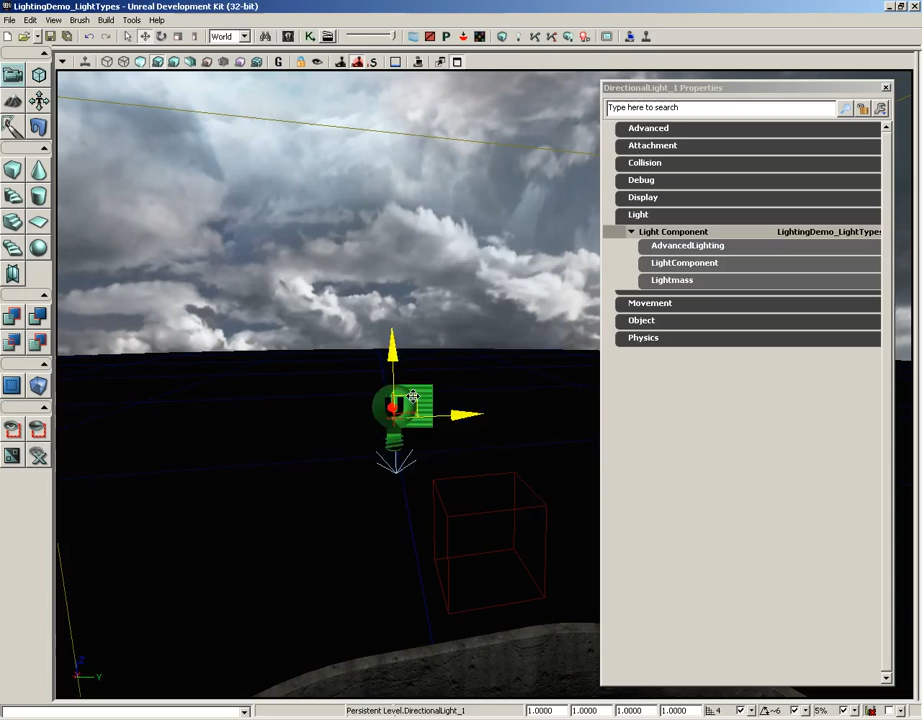 LightingDemo_LightTypes - Unreal Development Kit (32-bit)
File Edit View Brush Build Tools Help
World
K
P
G
S
DirectionalLight_1 Properties
Type here to search
Advanced
Attachment
Collision
Debug
Display
Light
Light Component LightingDemo_LightTypes
AdvancedLighting
LightComponent
Lightmass
Movement
Object
Physics
Z
X Y
Persistent Level.DirectionalLight_1 1.0000 1.0000 1.0000 1.0000 4 ~6 5%